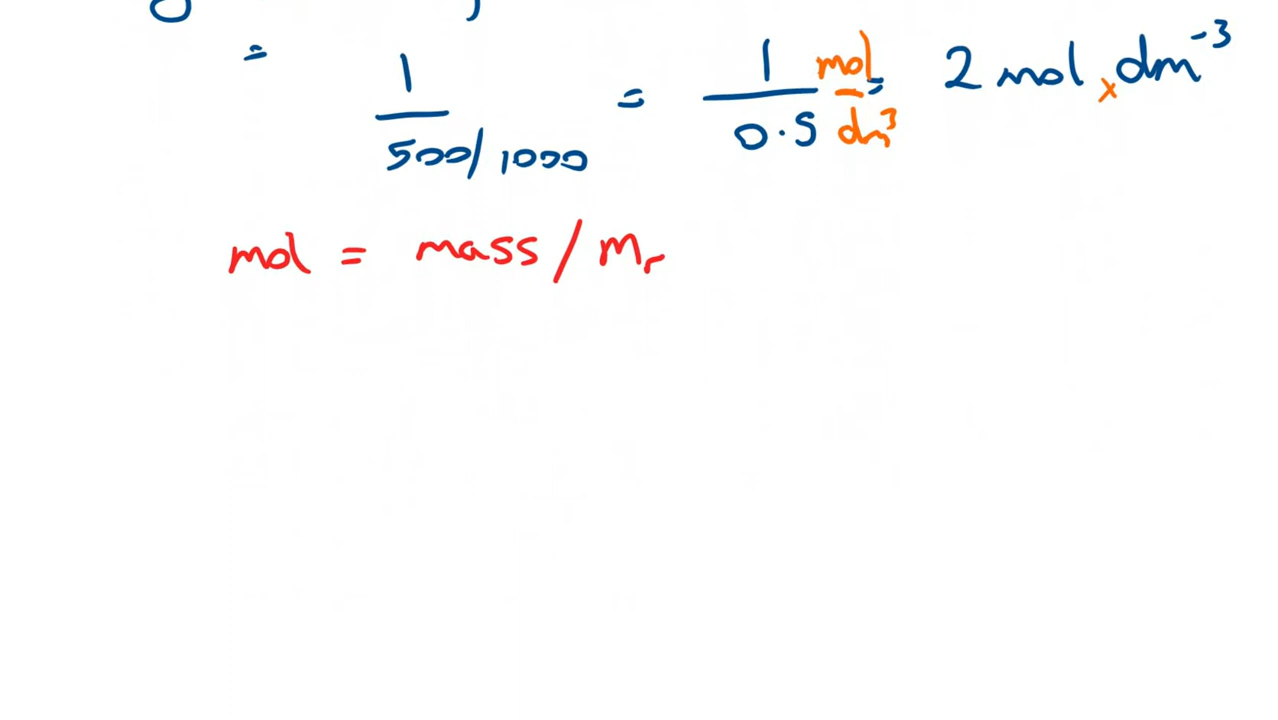 = 1 / 500/1000 = 1 / 0.5 mol / dm³ = 2 mol x dm⁻³
mol = mass / Mr